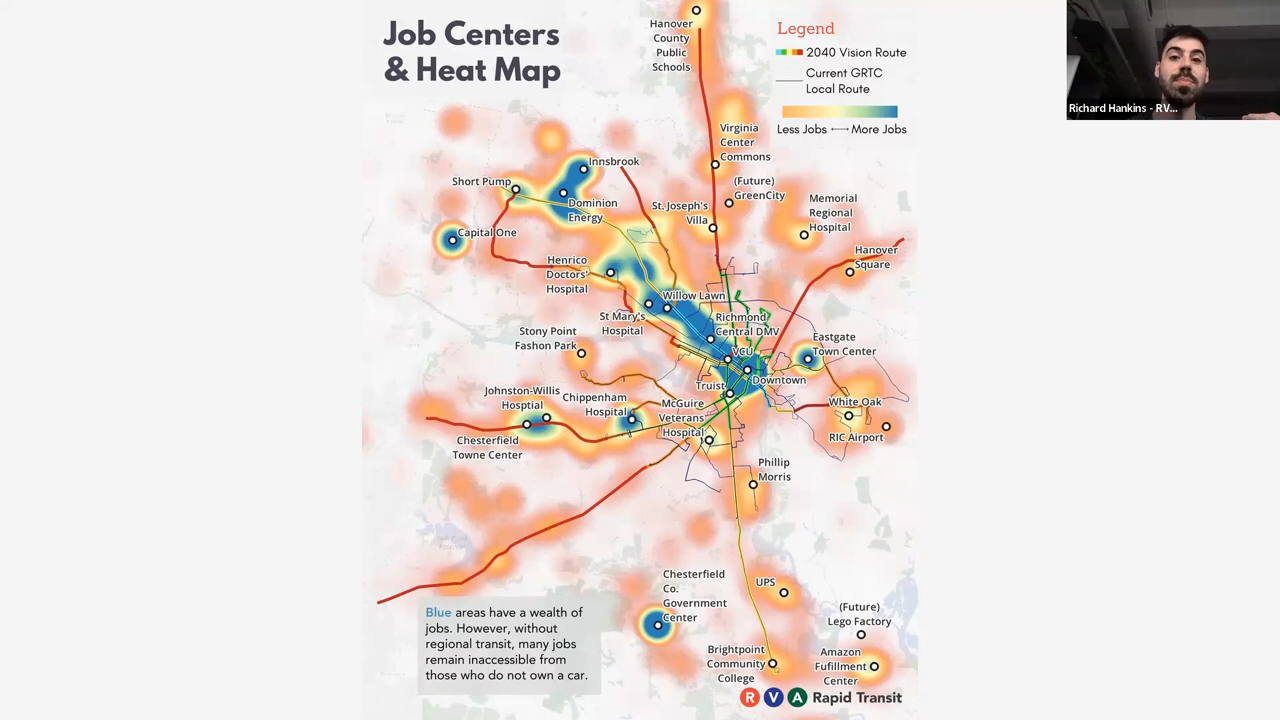 Job Centers
& Heat Map
Hanover
County
Public
Schools
Legend
2040 Vision Route
Current GRTC
Local Route
Less Jobs ⟷ More Jobs
Richard Hankins - RV...
Virginia
Center
Commons
Innsbrook
Short Pump
(Future)
GreenCity
Dominion
Energy
St. Joseph's
Villa
Memorial
Regional
Hospital
Capital One
Hanover
Square
Henrico
Doctors'
Hospital
Willow Lawn
St Mary's
Hospital
Richmond
Central DMV
Stony Point
Fashon Park
Eastgate
Town Center
VCU
Downtown
Truist
Johnston-Willis
Hosptial
Chippenham
Hospital
McGuire
Veterans
Hospital
White Oak
RIC Airport
Chesterfield
Towne Center
Phillip
Morris
Chesterfield
Co.
Government
Center
UPS
(Future)
Lego Factory
Blue areas have a wealth of
jobs. However, without
regional transit, many jobs
remain inaccessible from
those who do not own a car.
Brightpoint
Community
College
Amazon
Fufillment
Center
R V A Rapid Transit